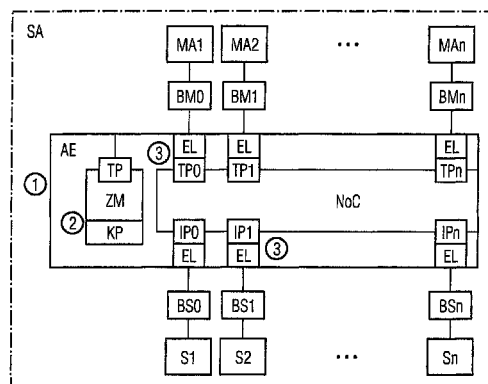 SA
MA1 MA2 ... MAn
BM0 BM1 BMn
AE 3 EL EL EL
TP TP0 TP1 TPn
1
ZM NoC
2 KP IP0 IP1 IPn
EL EL 3 EL
BS0 BS1 BSn
S1 S2 ... Sn